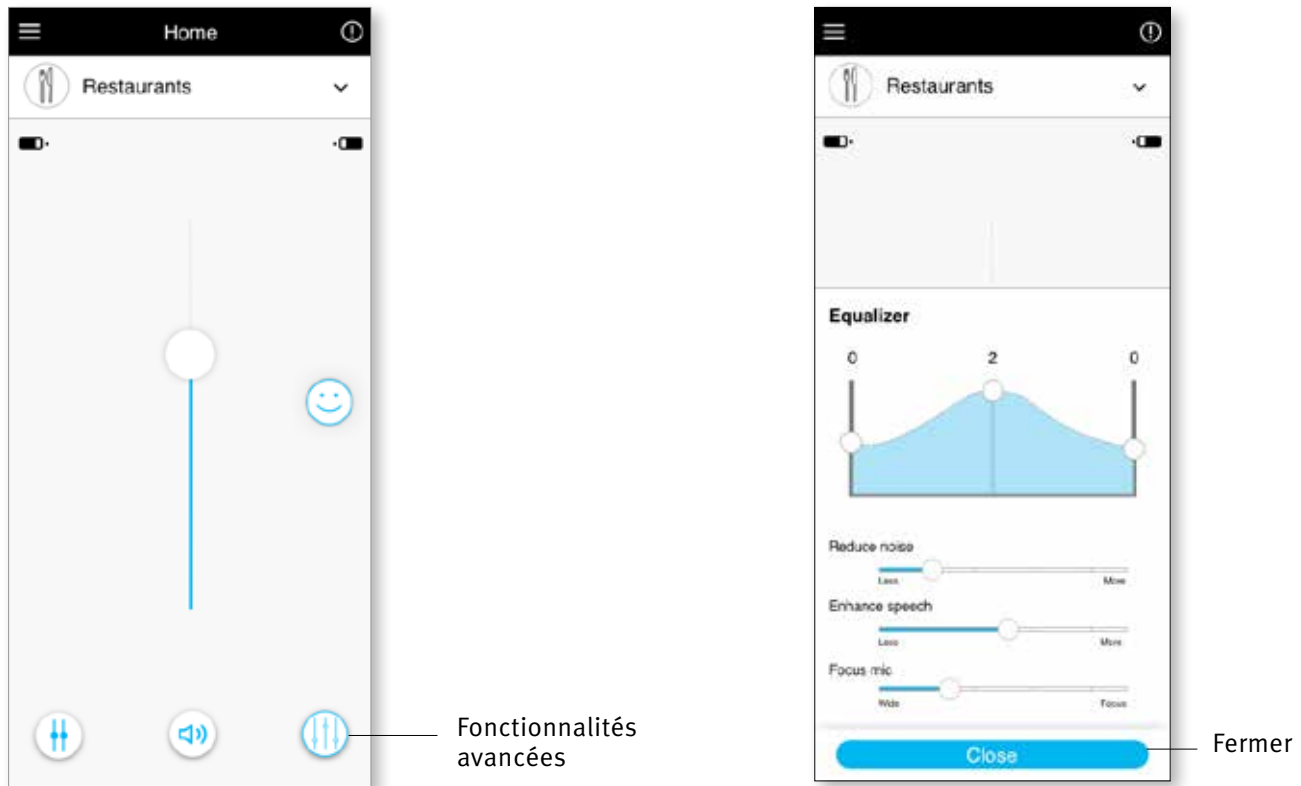 Home
Restaurants
Fonctionnalités
avancées
Restaurants
Equalizer
0 2 0
Reduce noise
Less More
Enhance speech
Less More
Focus mic
Wide Focus
Close
Fermer